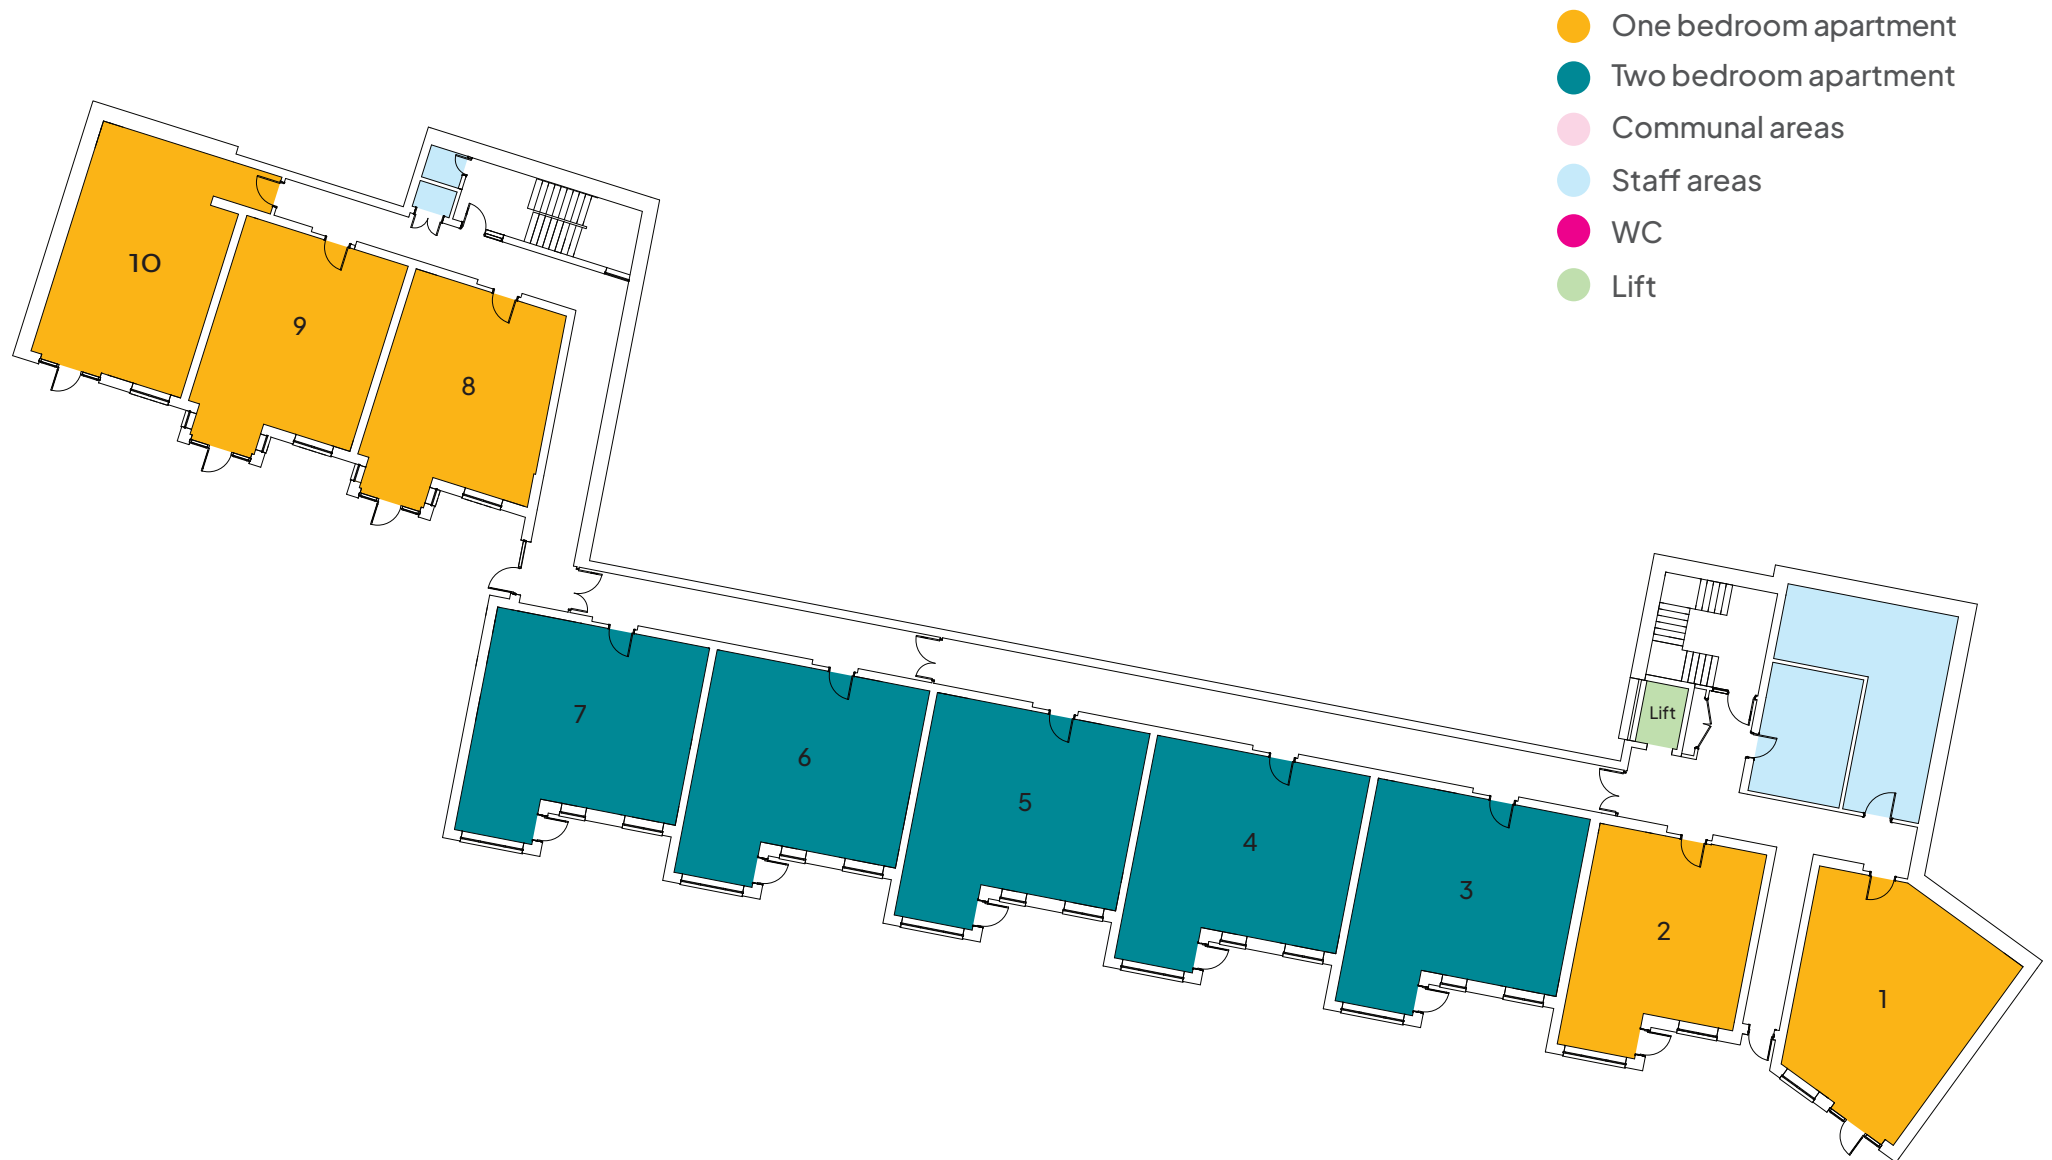 One bedroom apartment
Two bedroom apartment
Communal areas
Staff areas
WC
Lift
10
9
8
7
6
5
4
3
2
1
Lift